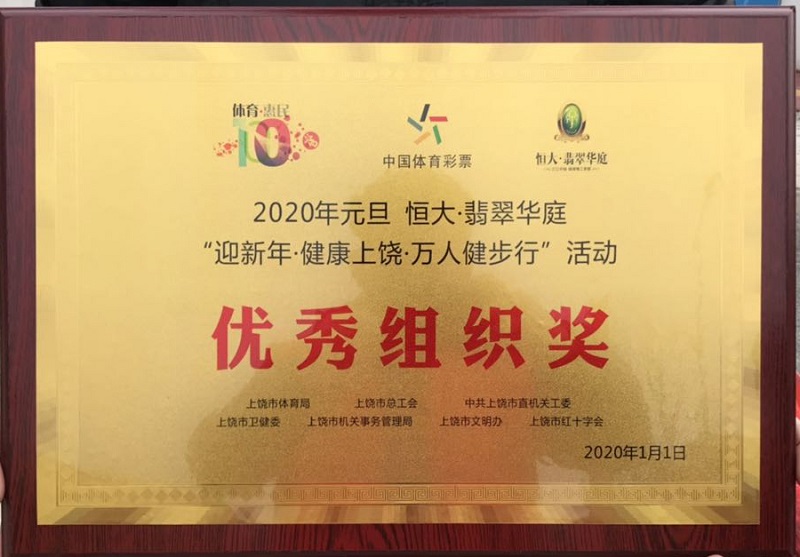 体育·惠民
10年
中国体育彩票
恒大·翡翠华庭
2020年元旦 恒大·翡翠华庭
“迎新年·健康上饶·万人健步行”活动
优秀组织奖
上饶市体育局 上饶市总工会 中共上饶市直机关工委
上饶市卫健委 上饶市机关事务管理局 上饶市文明办 上饶市红十字会
2020年1月1日